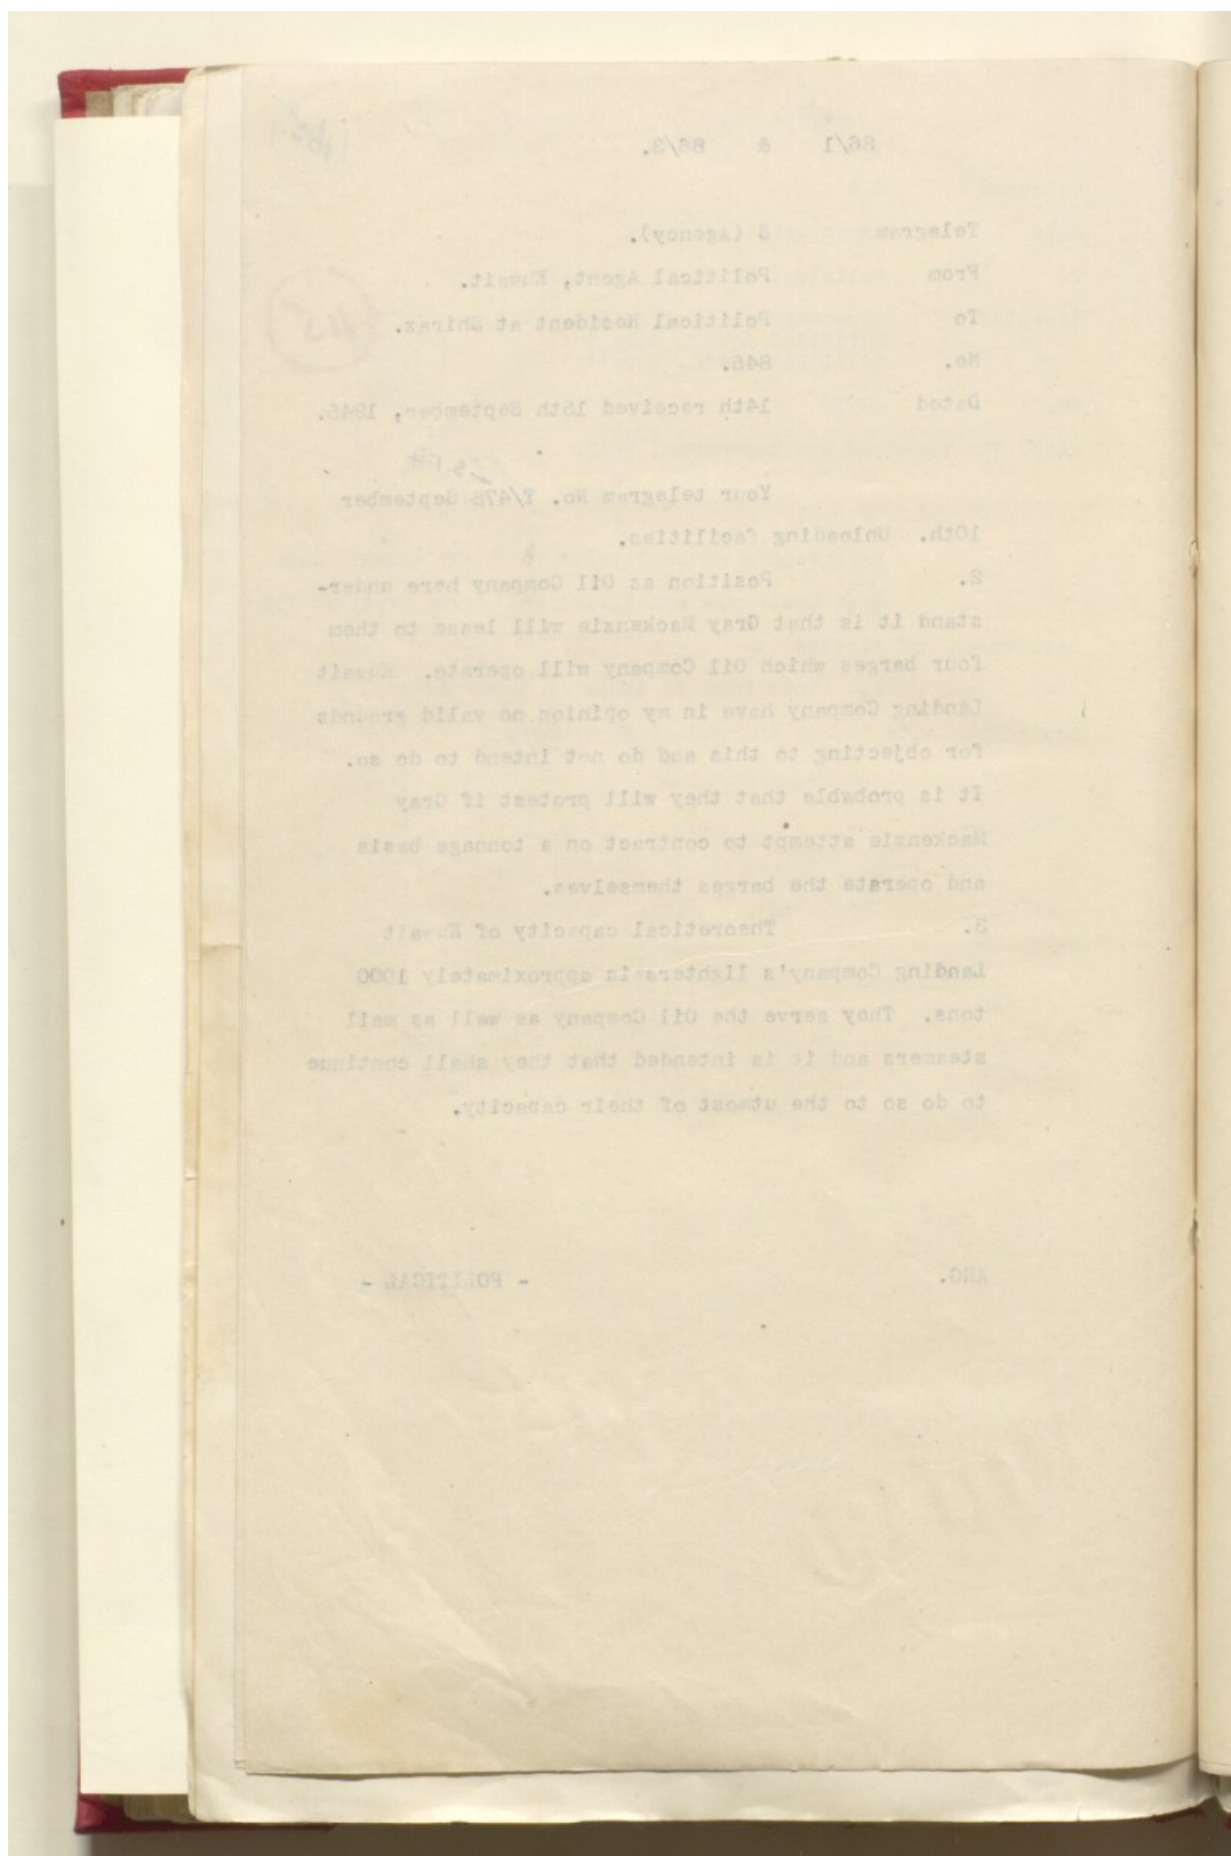 86/1 & 86/3.
Telegram S (Agency).
From Political Agent, Kuwait.
To Political Resident at Shiraz.
No. 845.
Dated 14th received 15th September, 1945.
Your telegram No. T/478 September
10th. Unloading facilities.
2. Position as Oil Company here under-
stand it is that Gray Mackenzie will lease to them
four barges which Oil Company will operate. Kuwait
Landing Company have in my opinion no valid grounds
for objecting to this and do not intend to do so.
It is probable that they will protest if Gray
Mackenzie attempt to contract on a tonnage basis
and operate the barges themselves.
3. Theoretical capacity of Kuwait
Landing Company's lighters is approximately 1000
tons. They serve the Oil Company as well as mail
steamers and it is intended that they shall continue
to do so to the utmost of their capacity.
- POLITICAL -
AHG.